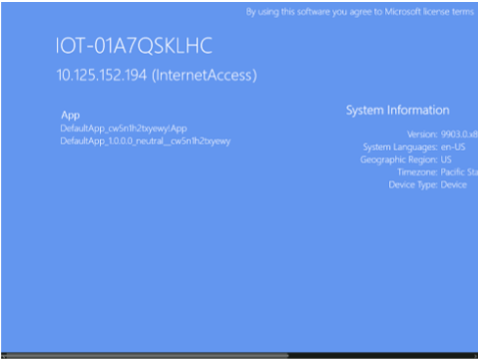 By using this software you agree to Microsoft license terms
IOT-01A7QSKLHC
10.125.152.194 (InternetAccess)
App
DefaultApp_cw5n1h2txyewy!App
DefaultApp_1.0.0.0_neutral__cw5n1h2txyewy
System Information
Version: 9903.0.x8
System Languages: en-US
Geographic Region: US
Timezone: Pacific Sta
Device Type: Device